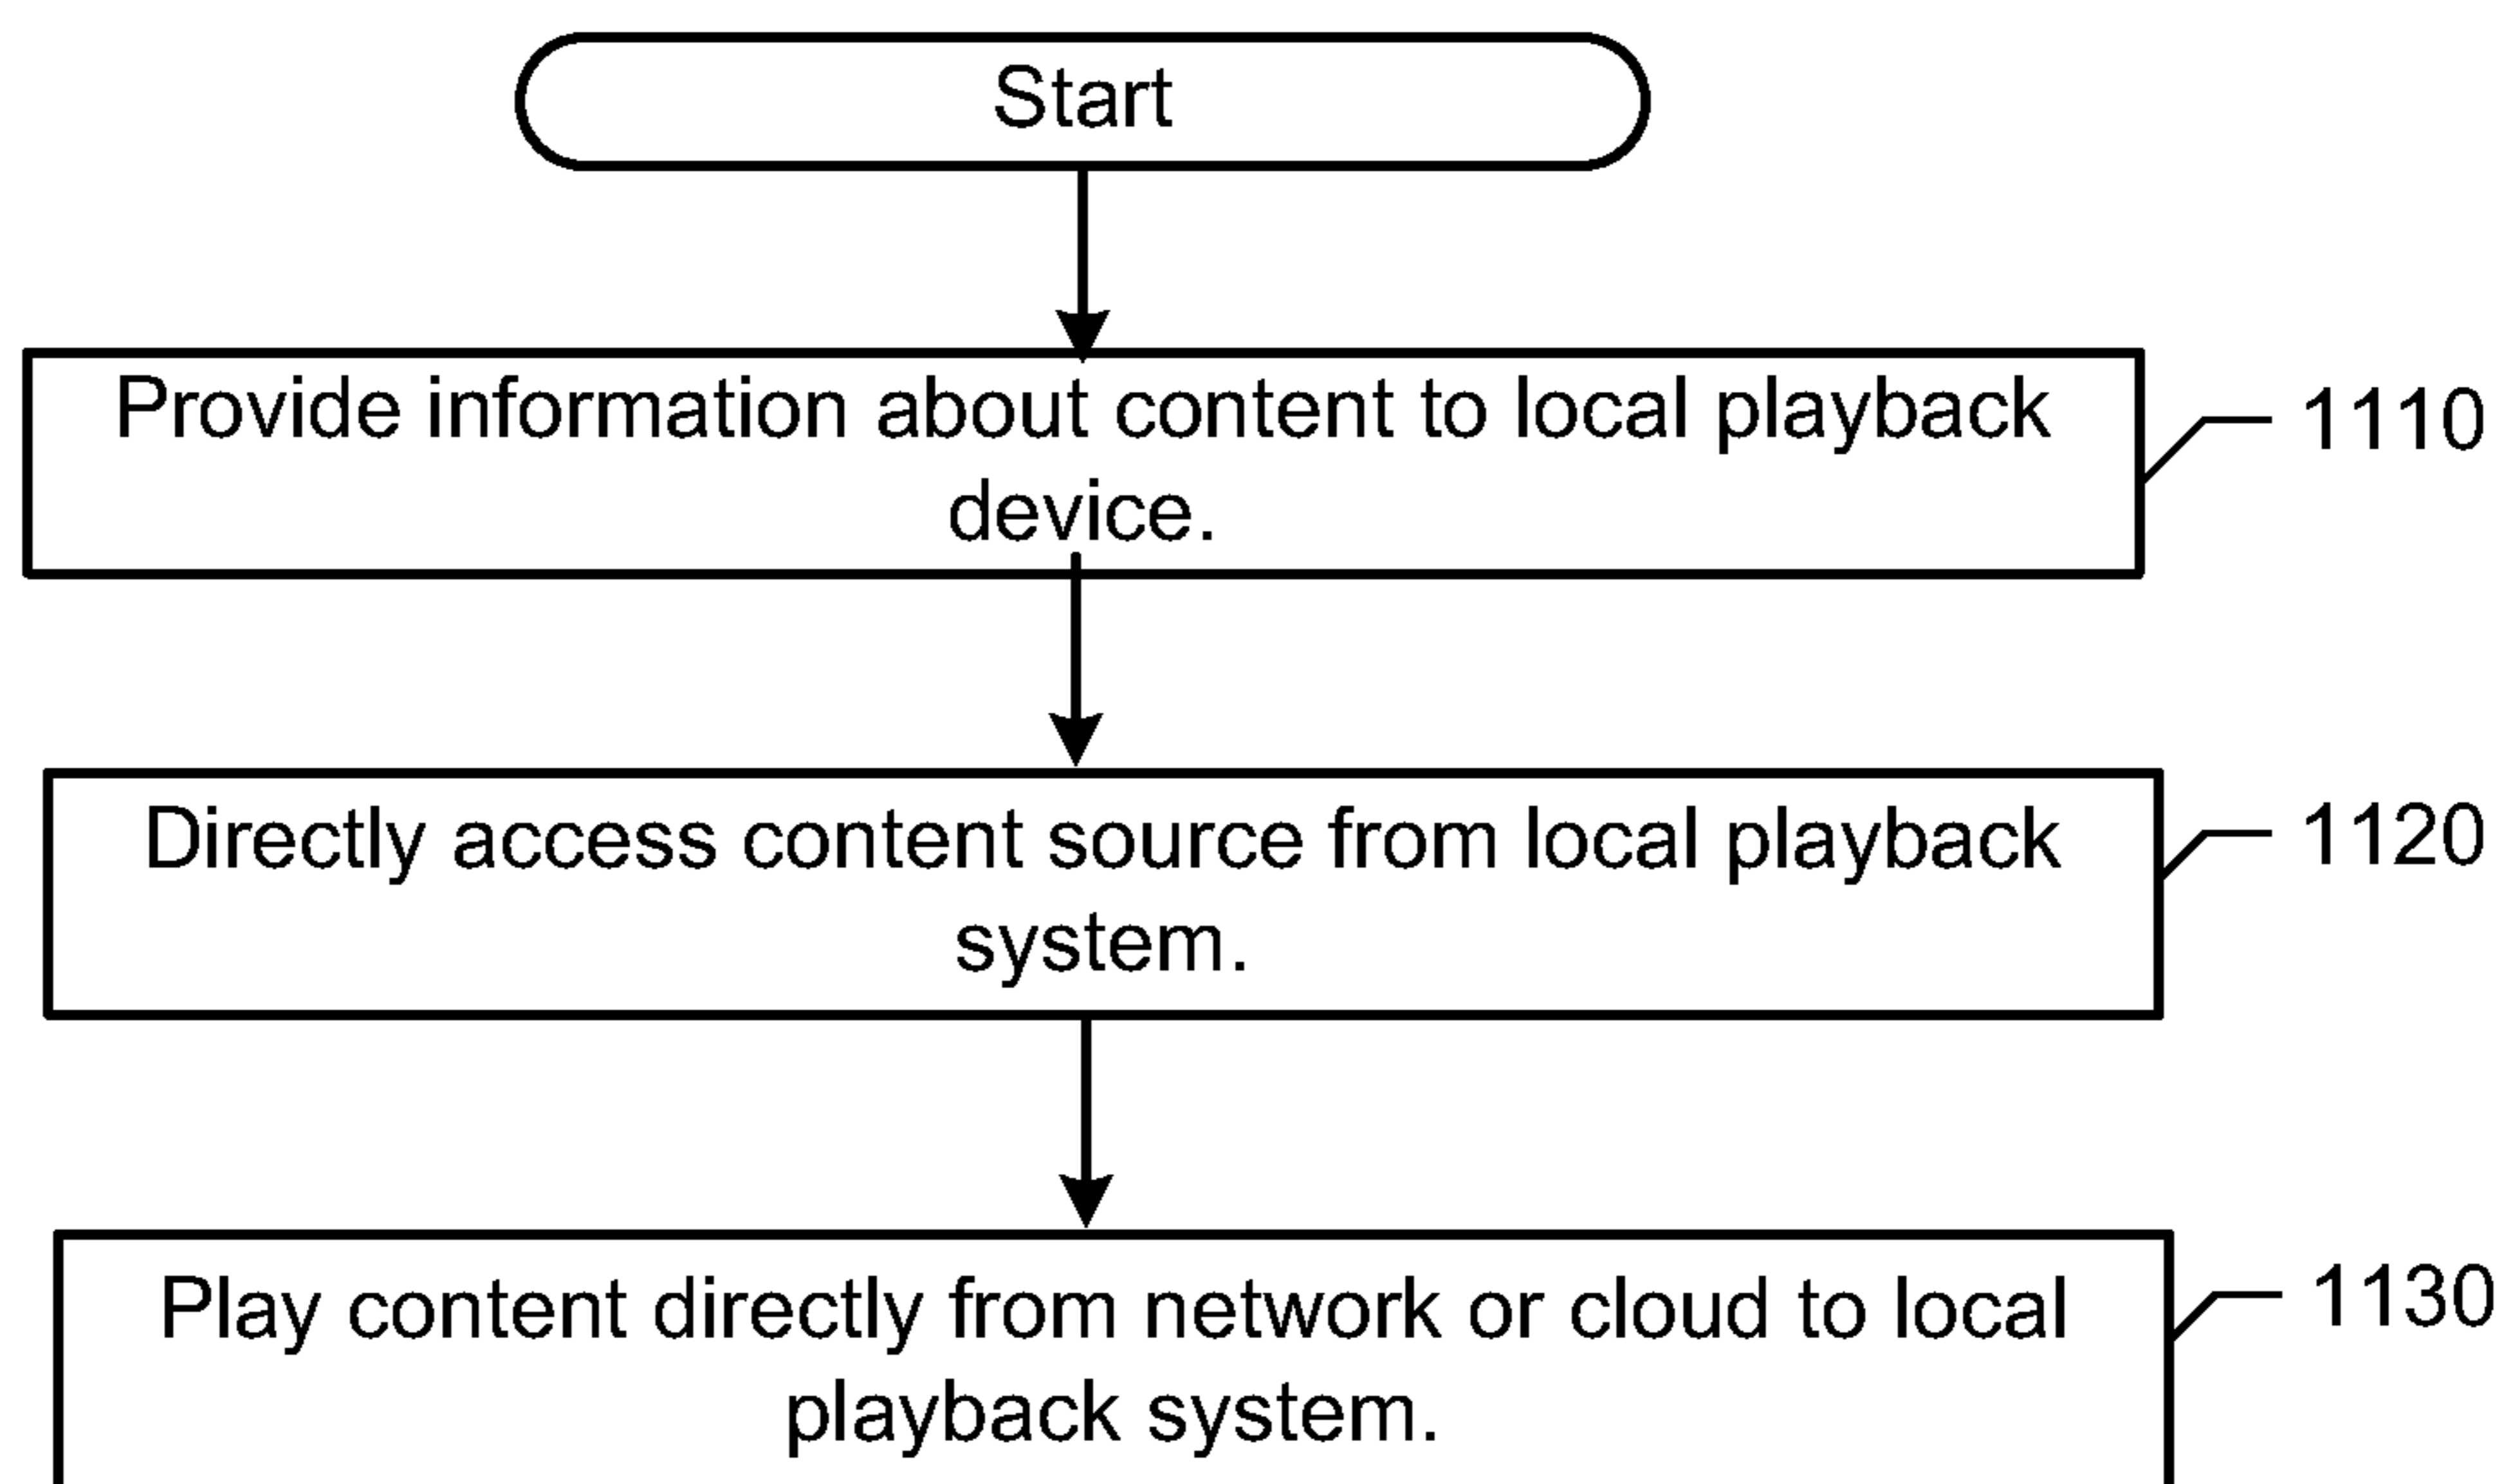 Start
Provide information about content to local playback
device.
1110
Directly access content source from local playback
system.
1120
Play content directly from network or cloud to local
playback system.
1130